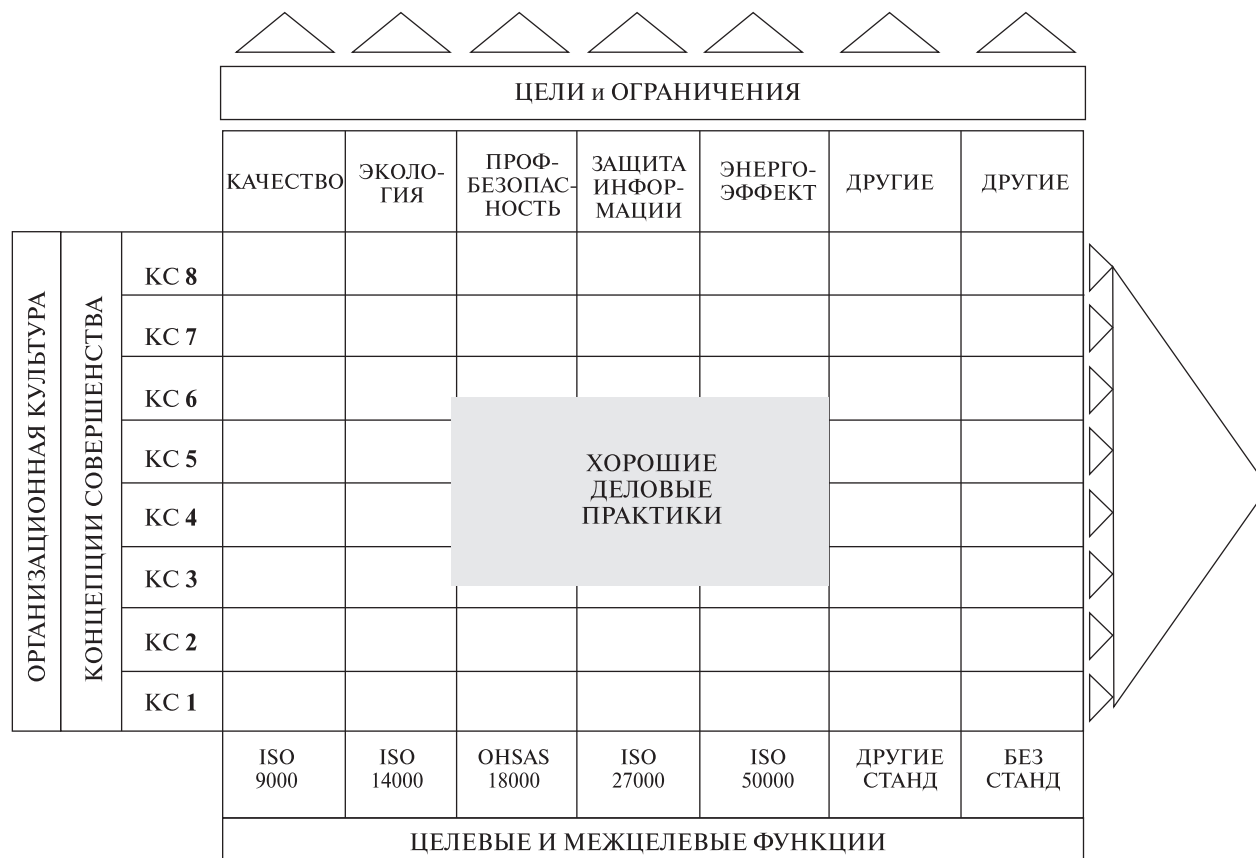 ЦЕЛИ и ОГРАНИЧЕНИЯ
КАЧЕСТВО
ЭКОЛО-
ГИЯ
ПРОФ-
БЕЗОПАС-
НОСТЬ
ЗАЩИТА
ИНФОР-
МАЦИИ
ЭНЕРГО-
ЭФФЕКТ
ДРУГИЕ
ДРУГИЕ
ОРГАНИЗАЦИОННАЯ КУЛЬТУРА
КОНЦЕПЦИИ СОВЕРШЕНСТВА
КС 8
КС 7
КС 6
КС 5
КС 4
КС 3
КС 2
КС 1
ХОРОШИЕ
ДЕЛОВЫЕ
ПРАКТИКИ
ISO
9000
ISO
14000
OHSAS
18000
ISO
27000
ISO
50000
ДРУГИЕ
СТАНД
БЕЗ
СТАНД
ЦЕЛЕВЫЕ И МЕЖЦЕЛЕВЫЕ ФУНКЦИИ